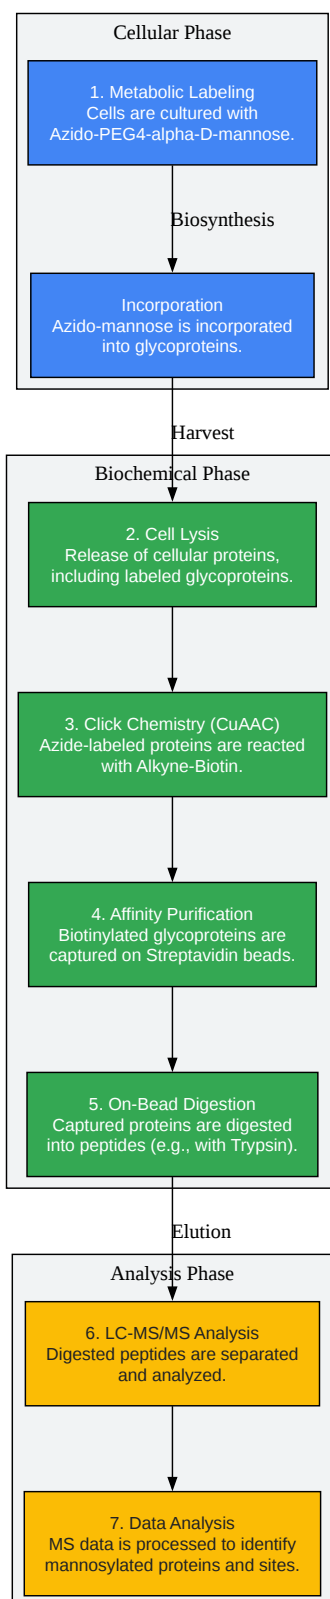 Cellular Phase
1. Metabolic Labeling
Cells are cultured with
Azido-PEG4-alpha-D-mannose.
Biosynthesis
Incorporation
Azido-mannose is incorporated
into glycoproteins.
Harvest
Biochemical Phase
2. Cell Lysis
Release of cellular proteins,
including labeled glycoproteins.
3. Click Chemistry (CuAAC)
Azide-labeled proteins are reacted
with Alkyne-Biotin.
4. Affinity Purification
Biotinylated glycoproteins are
captured on Streptavidin beads.
5. On-Bead Digestion
Captured proteins are digested
into peptides (e.g., with Trypsin).
Elution
Analysis Phase
6. LC-MS/MS Analysis
Digested peptides are separated
and analyzed.
7. Data Analysis
MS data is processed to identify
mannosylated proteins and sites.